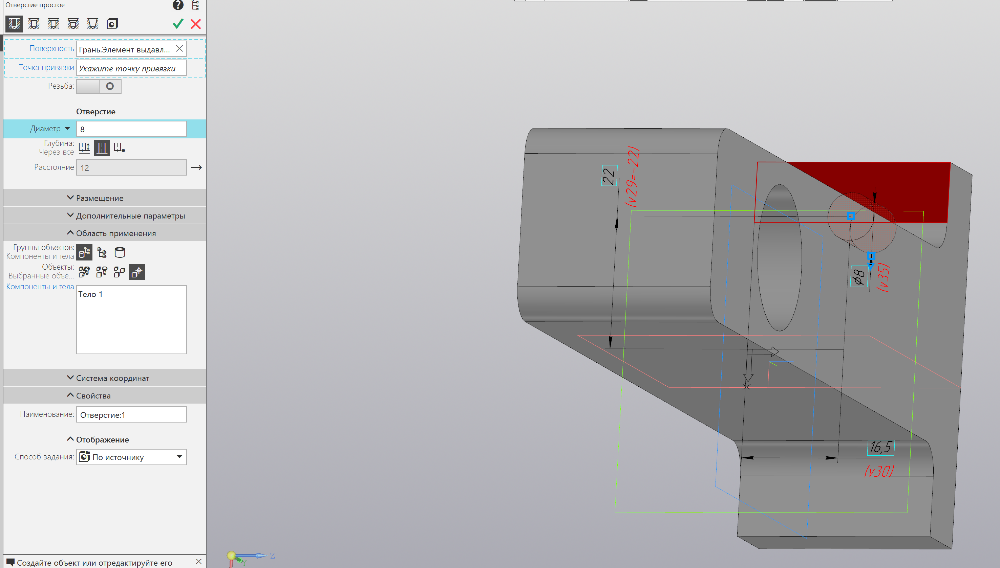 Отверстие простое
Поверхность
Грань.Элемент выдавл...
Точка привязки
Укажите точку привязки
Резьба:
Отверстие
Диаметр
8
Глубина:
Через все
Расстояние
12
Размещение
Дополнительные параметры
Область применения
Группы объектов:
Компоненты и тела
Объекты:
Выбранные объе...
Компоненты и тела
Тело 1
Система координат
Свойства
Наименование:
Отверстие:1
Отображение
Способ задания:
По источнику
Создайте объект или отредактируйте его
22
(v29=-22)
ϕ8
(v35)
16,5
(v30)
Z
Y